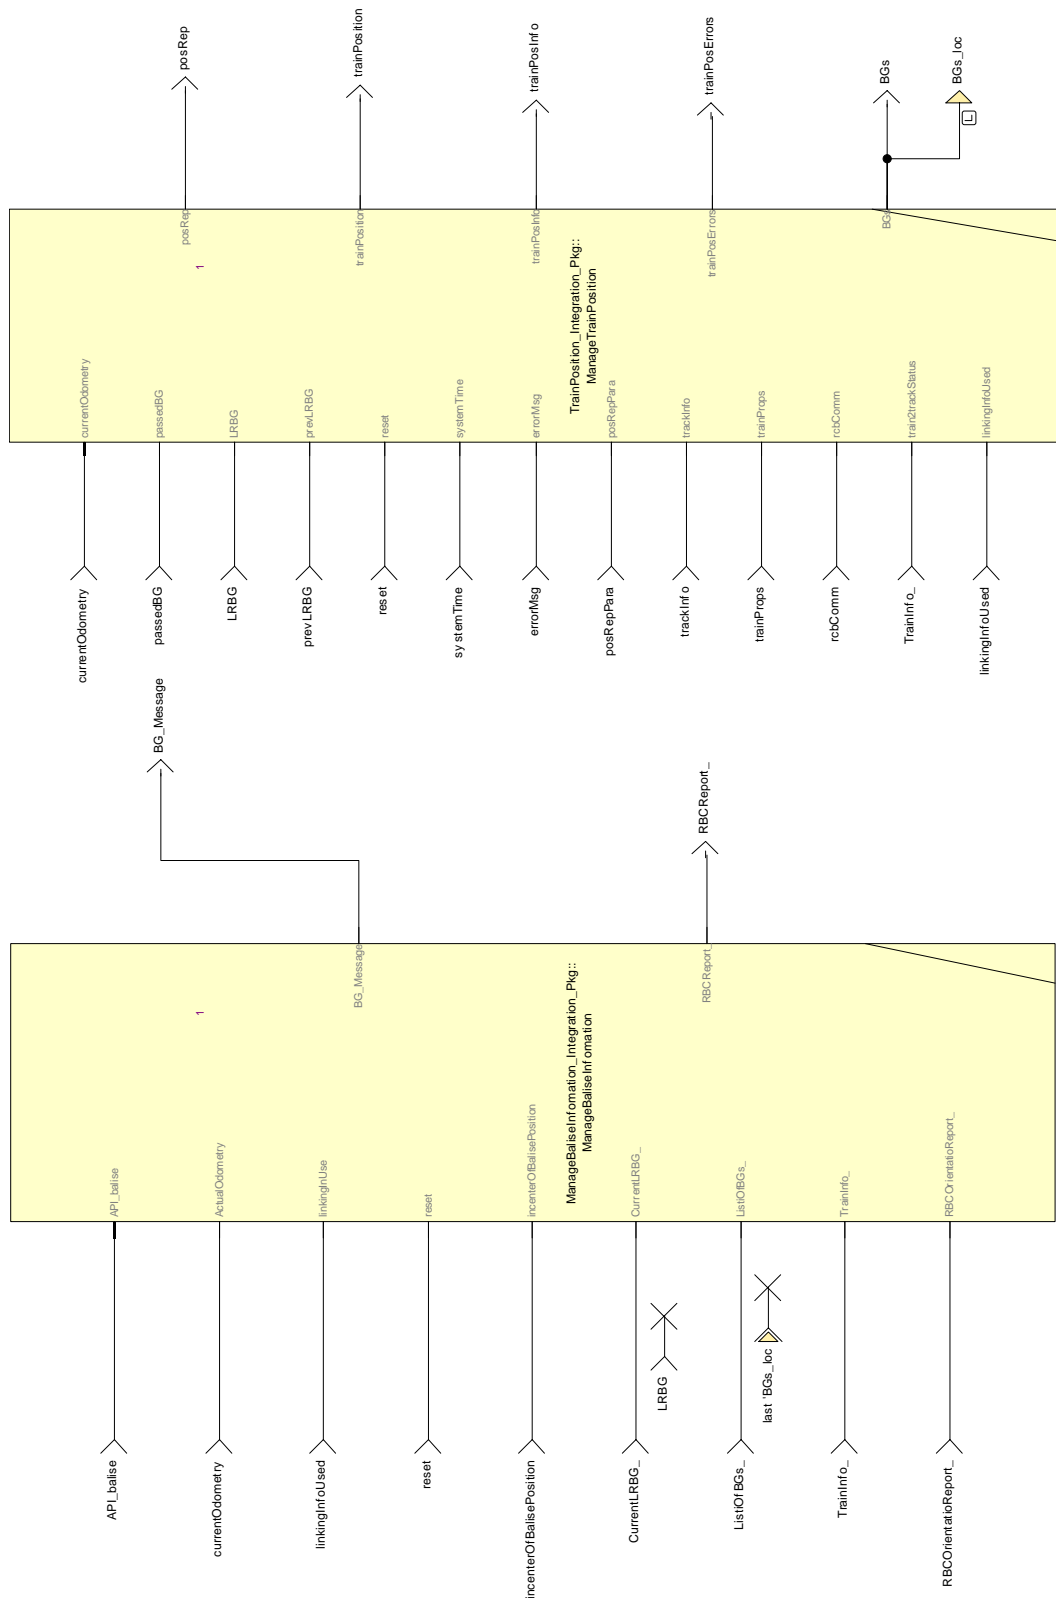 API_balise
currentOdometry
linkingInfoUsed
reset
incenterOfBalisePosition
CurrentLRBG_
LRBG
ListiOfBGs_
last 'BGs_loc
TrainInfo_
RBCOrientatioReport_
API_balise
ActualOdometry
linkingInUse
reset
incenterOfBalisePosition
CurrentLRBG_
ListiOfBGs_
TrainInfo_
RBCOrientatioReport_
1
ManageBaliseInfomation_Integration_Pkg::
ManageBaliseInfomation
BG_Message
RBCReport_
BG_Message
RBCReport_
currentOdometry
passedBG
LRBG
prevLRBG
reset
systemTime
errorMsg
posRepPara
trackInfo
trainProps
rcbComm
TrainInfo_
linkingInfoUsed
currentOdometry
passedBG
LRBG
prevLRBG
reset
systemTime
errorMsg
posRepPara
trackInfo
trainProps
rcbComm
train2trackStatus
linkingInfoUsed
1
TrainPosition_Integration_Pkg::
ManageTrainPosition
posRep
trainPosition
trainPosInfo
trainPosErrors
BGs
posRep
trainPosition
trainPosInfo
trainPosErrors
BGs
L
BGs_loc